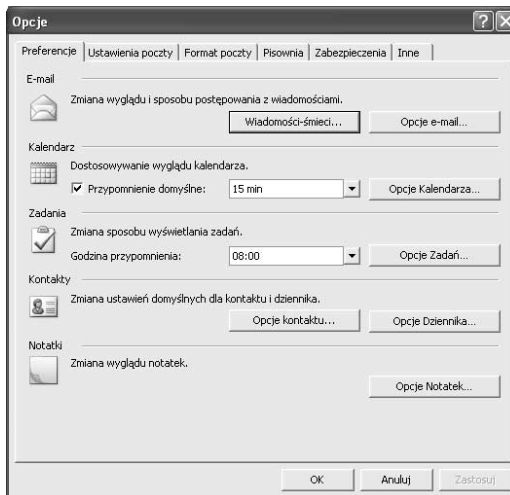 Opcje
Preferencje Ustawienia poczty Format poczty Pisownia Zabezpieczenia Inne
E-mail
Zmiana wyglądu i sposobu postępowania z wiadomościami.
Wiadomości-śmieci... Opcje e-mail...
Kalendarz
Dostosowywanie wyglądu kalendarza.
Przypomnienie domyślne: 15 min Opcje Kalendarza...
Zadania
Zmiana sposobu wyświetlania zadań.
Godzina przypomnienia: 08:00 Opcje Zadań...
Kontakty
Zmiana ustawień domyślnych dla kontaktu i dziennika.
Opcje kontaktu... Opcje Dziennika...
Notatki
Zmiana wyglądu notatek.
Opcje Notatek...
OK Anuluj Zastosuj